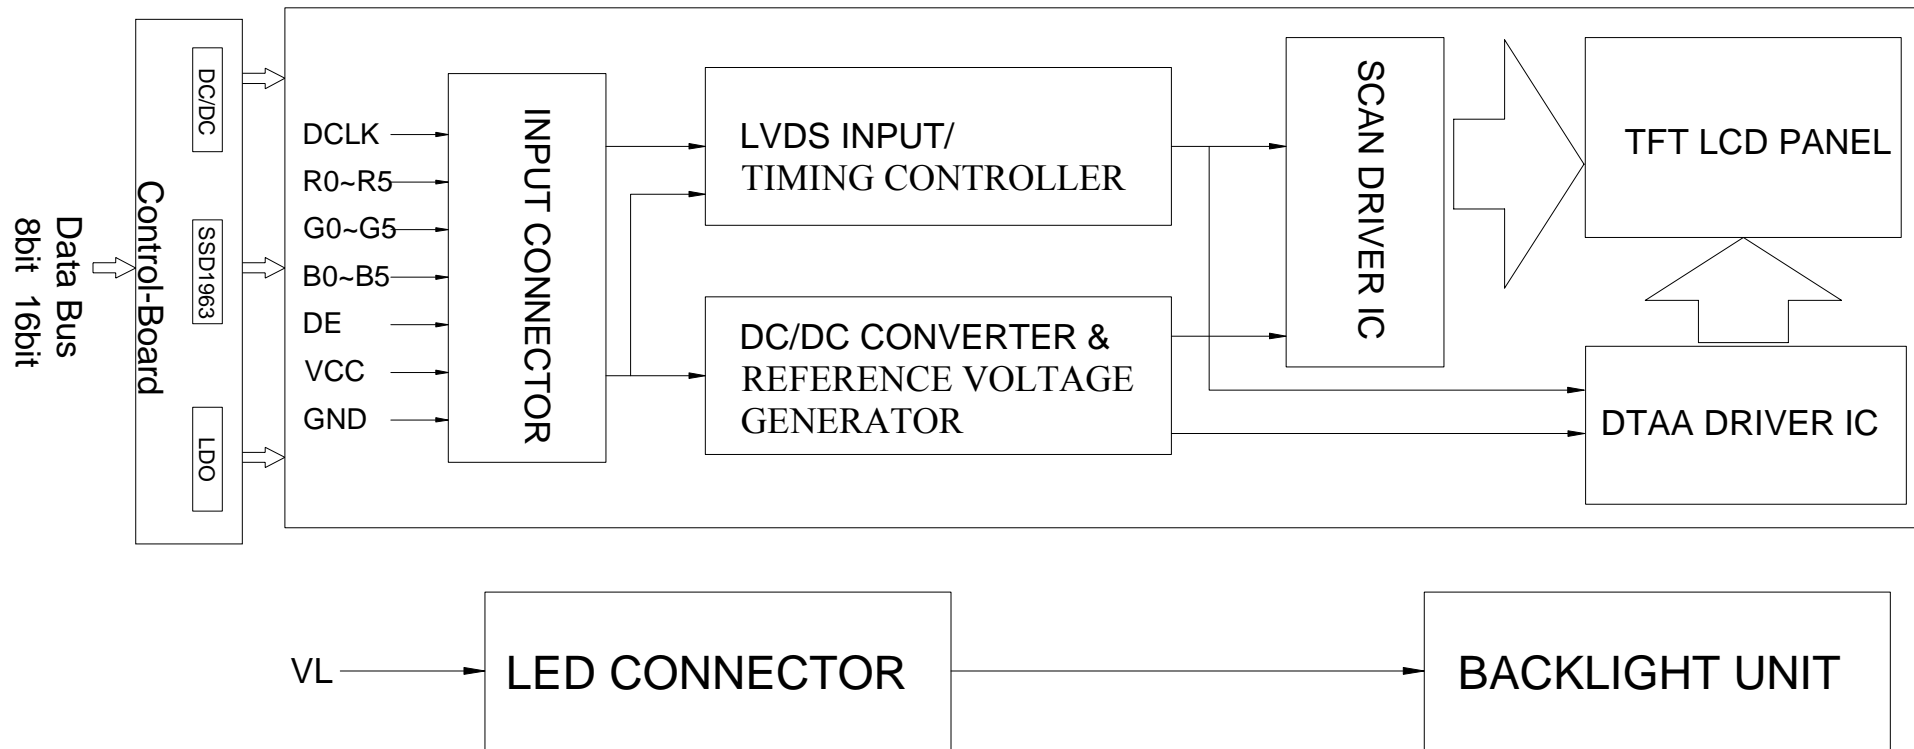 Data Bus
8bit 16bit
Control-Board
DC/DC
SSD1963
LDO
DCLK
R0~R5
G0~G5
B0~B5
DE
VCC
GND
INPUT CONNECTOR
LVDS INPUT/
TIMING CONTROLLER
DC/DC CONVERTER &
REFERENCE VOLTAGE
GENERATOR
SCAN DRIVER IC
TFT LCD PANEL
DTAA DRIVER IC
VL
LED CONNECTOR
BACKLIGHT UNIT